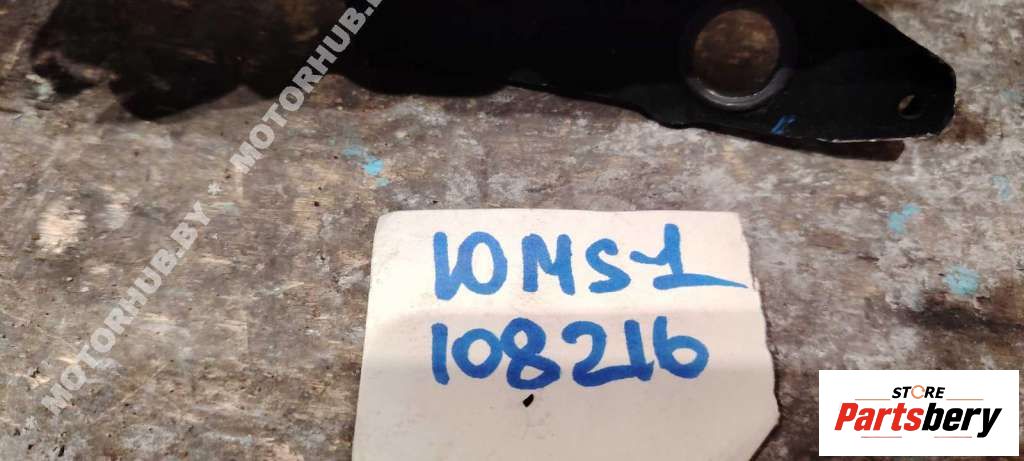 MOTORHUB.BY * MOTORHUB.BY
10MS1
108216
STORE
Partsbery